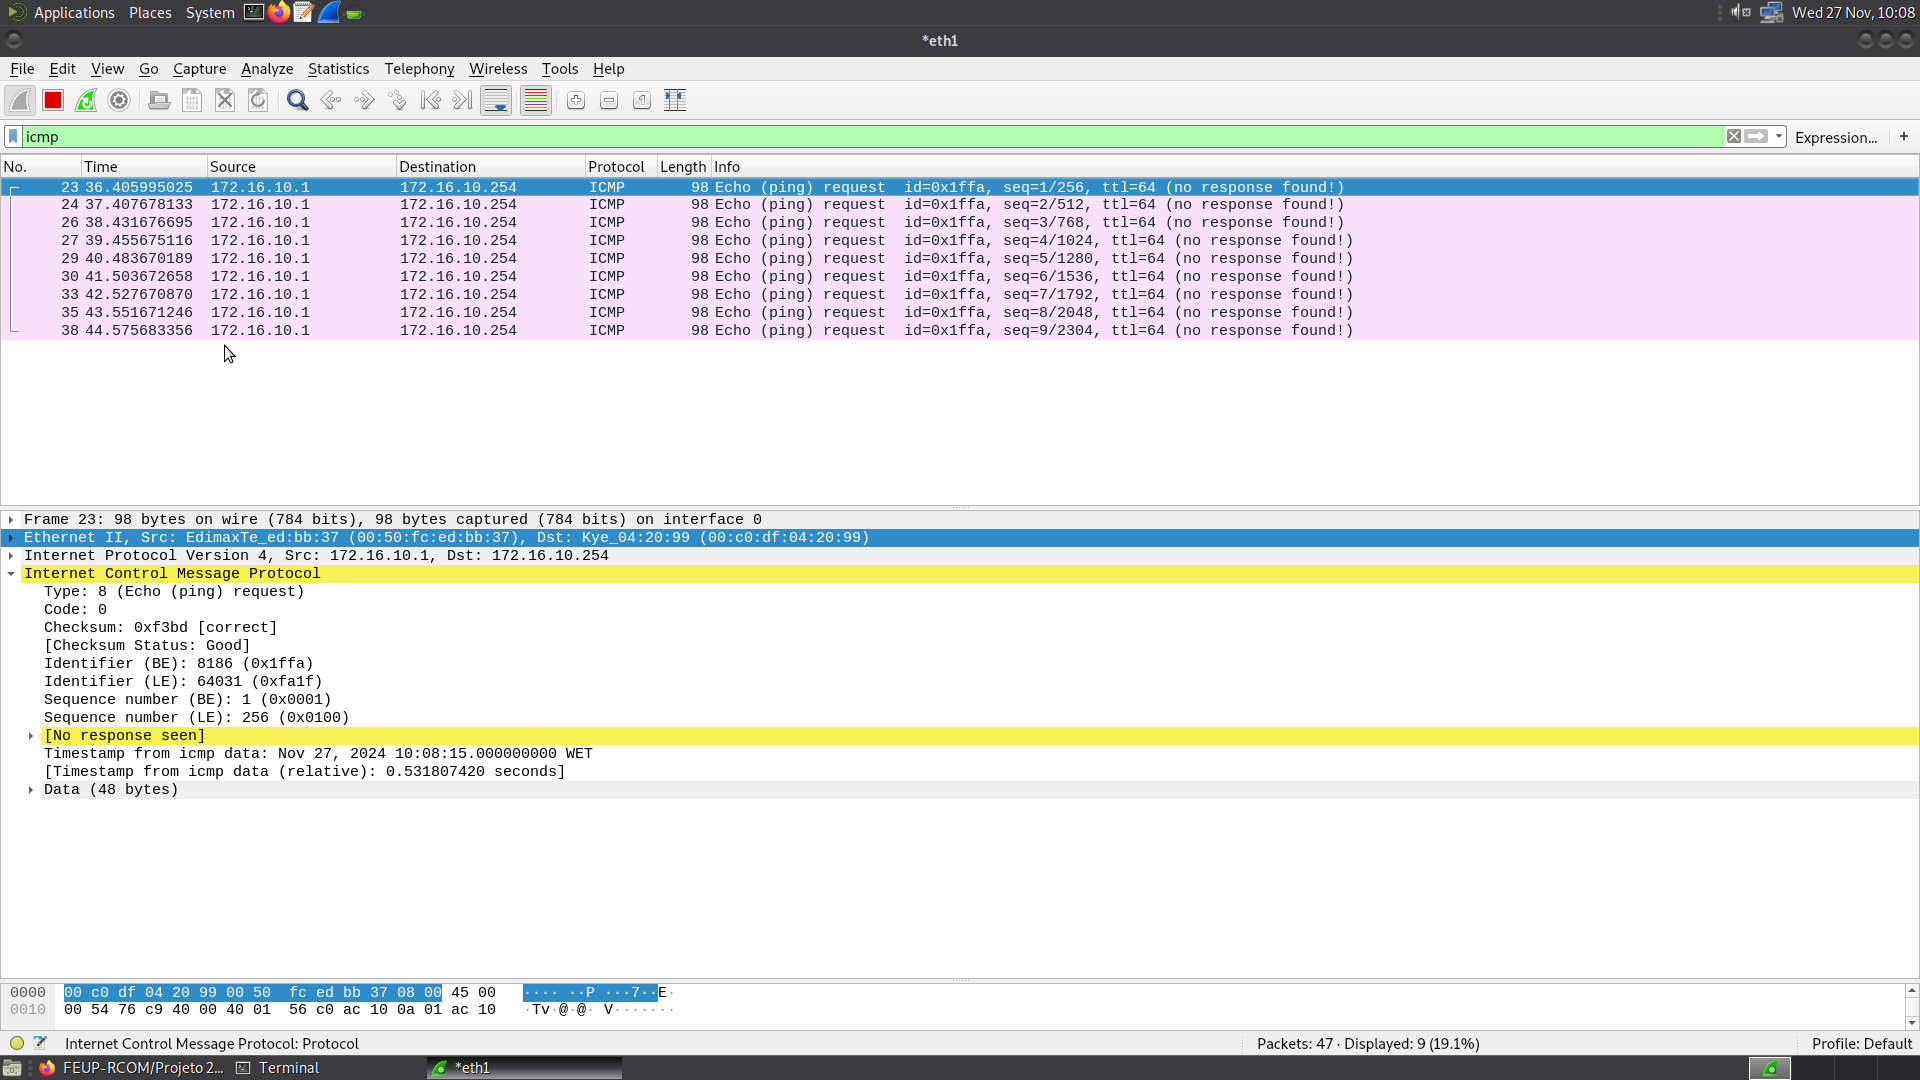 Applications Places System Wed 27 Nov, 10:08
*eth1
File Edit View Go Capture Analyze Statistics Telephony Wireless Tools Help
icmp Expression... +
No. Time Source Destination Protocol Length Info
23 36.405995025 172.16.10.1 172.16.10.254 ICMP 98 Echo (ping) request id=0x1ffa, seq=1/256, ttl=64 (no response found!)
24 37.407678133 172.16.10.1 172.16.10.254 ICMP 98 Echo (ping) request id=0x1ffa, seq=2/512, ttl=64 (no response found!)
26 38.431676695 172.16.10.1 172.16.10.254 ICMP 98 Echo (ping) request id=0x1ffa, seq=3/768, ttl=64 (no response found!)
27 39.455675116 172.16.10.1 172.16.10.254 ICMP 98 Echo (ping) request id=0x1ffa, seq=4/1024, ttl=64 (no response found!)
29 40.483670189 172.16.10.1 172.16.10.254 ICMP 98 Echo (ping) request id=0x1ffa, seq=5/1280, ttl=64 (no response found!)
30 41.503672658 172.16.10.1 172.16.10.254 ICMP 98 Echo (ping) request id=0x1ffa, seq=6/1536, ttl=64 (no response found!)
33 42.527670870 172.16.10.1 172.16.10.254 ICMP 98 Echo (ping) request id=0x1ffa, seq=7/1792, ttl=64 (no response found!)
35 43.551671246 172.16.10.1 172.16.10.254 ICMP 98 Echo (ping) request id=0x1ffa, seq=8/2048, ttl=64 (no response found!)
38 44.575683356 172.16.10.1 172.16.10.254 ICMP 98 Echo (ping) request id=0x1ffa, seq=9/2304, ttl=64 (no response found!)
Frame 23: 98 bytes on wire (784 bits), 98 bytes captured (784 bits) on interface 0
Ethernet II, Src: EdimaxTe_ed:bb:37 (00:50:fc:ed:bb:37), Dst: Kye_04:20:99 (00:c0:df:04:20:99)
Internet Protocol Version 4, Src: 172.16.10.1, Dst: 172.16.10.254
Internet Control Message Protocol
Type: 8 (Echo (ping) request)
Code: 0
Checksum: 0xf3bd [correct]
[Checksum Status: Good]
Identifier (BE): 8186 (0x1ffa)
Identifier (LE): 64031 (0xfa1f)
Sequence number (BE): 1 (0x0001)
Sequence number (LE): 256 (0x0100)
[No response seen]
Timestamp from icmp data: Nov 27, 2024 10:08:15.000000000 WET
[Timestamp from icmp data (relative): 0.531807420 seconds]
Data (48 bytes)
0000 00 c0 df 04 20 99 00 50 fc ed bb 37 08 00 45 00 ···· ··P ···7··E·
0010 00 54 76 c9 40 00 40 01 56 c0 ac 10 0a 01 ac 10 ·Tv·@·@· V·······
Internet Control Message Protocol: Protocol Packets: 47 · Displayed: 9 (19.1%) Profile: Default
FEUP-RCOM/Projeto 2... Terminal *eth1